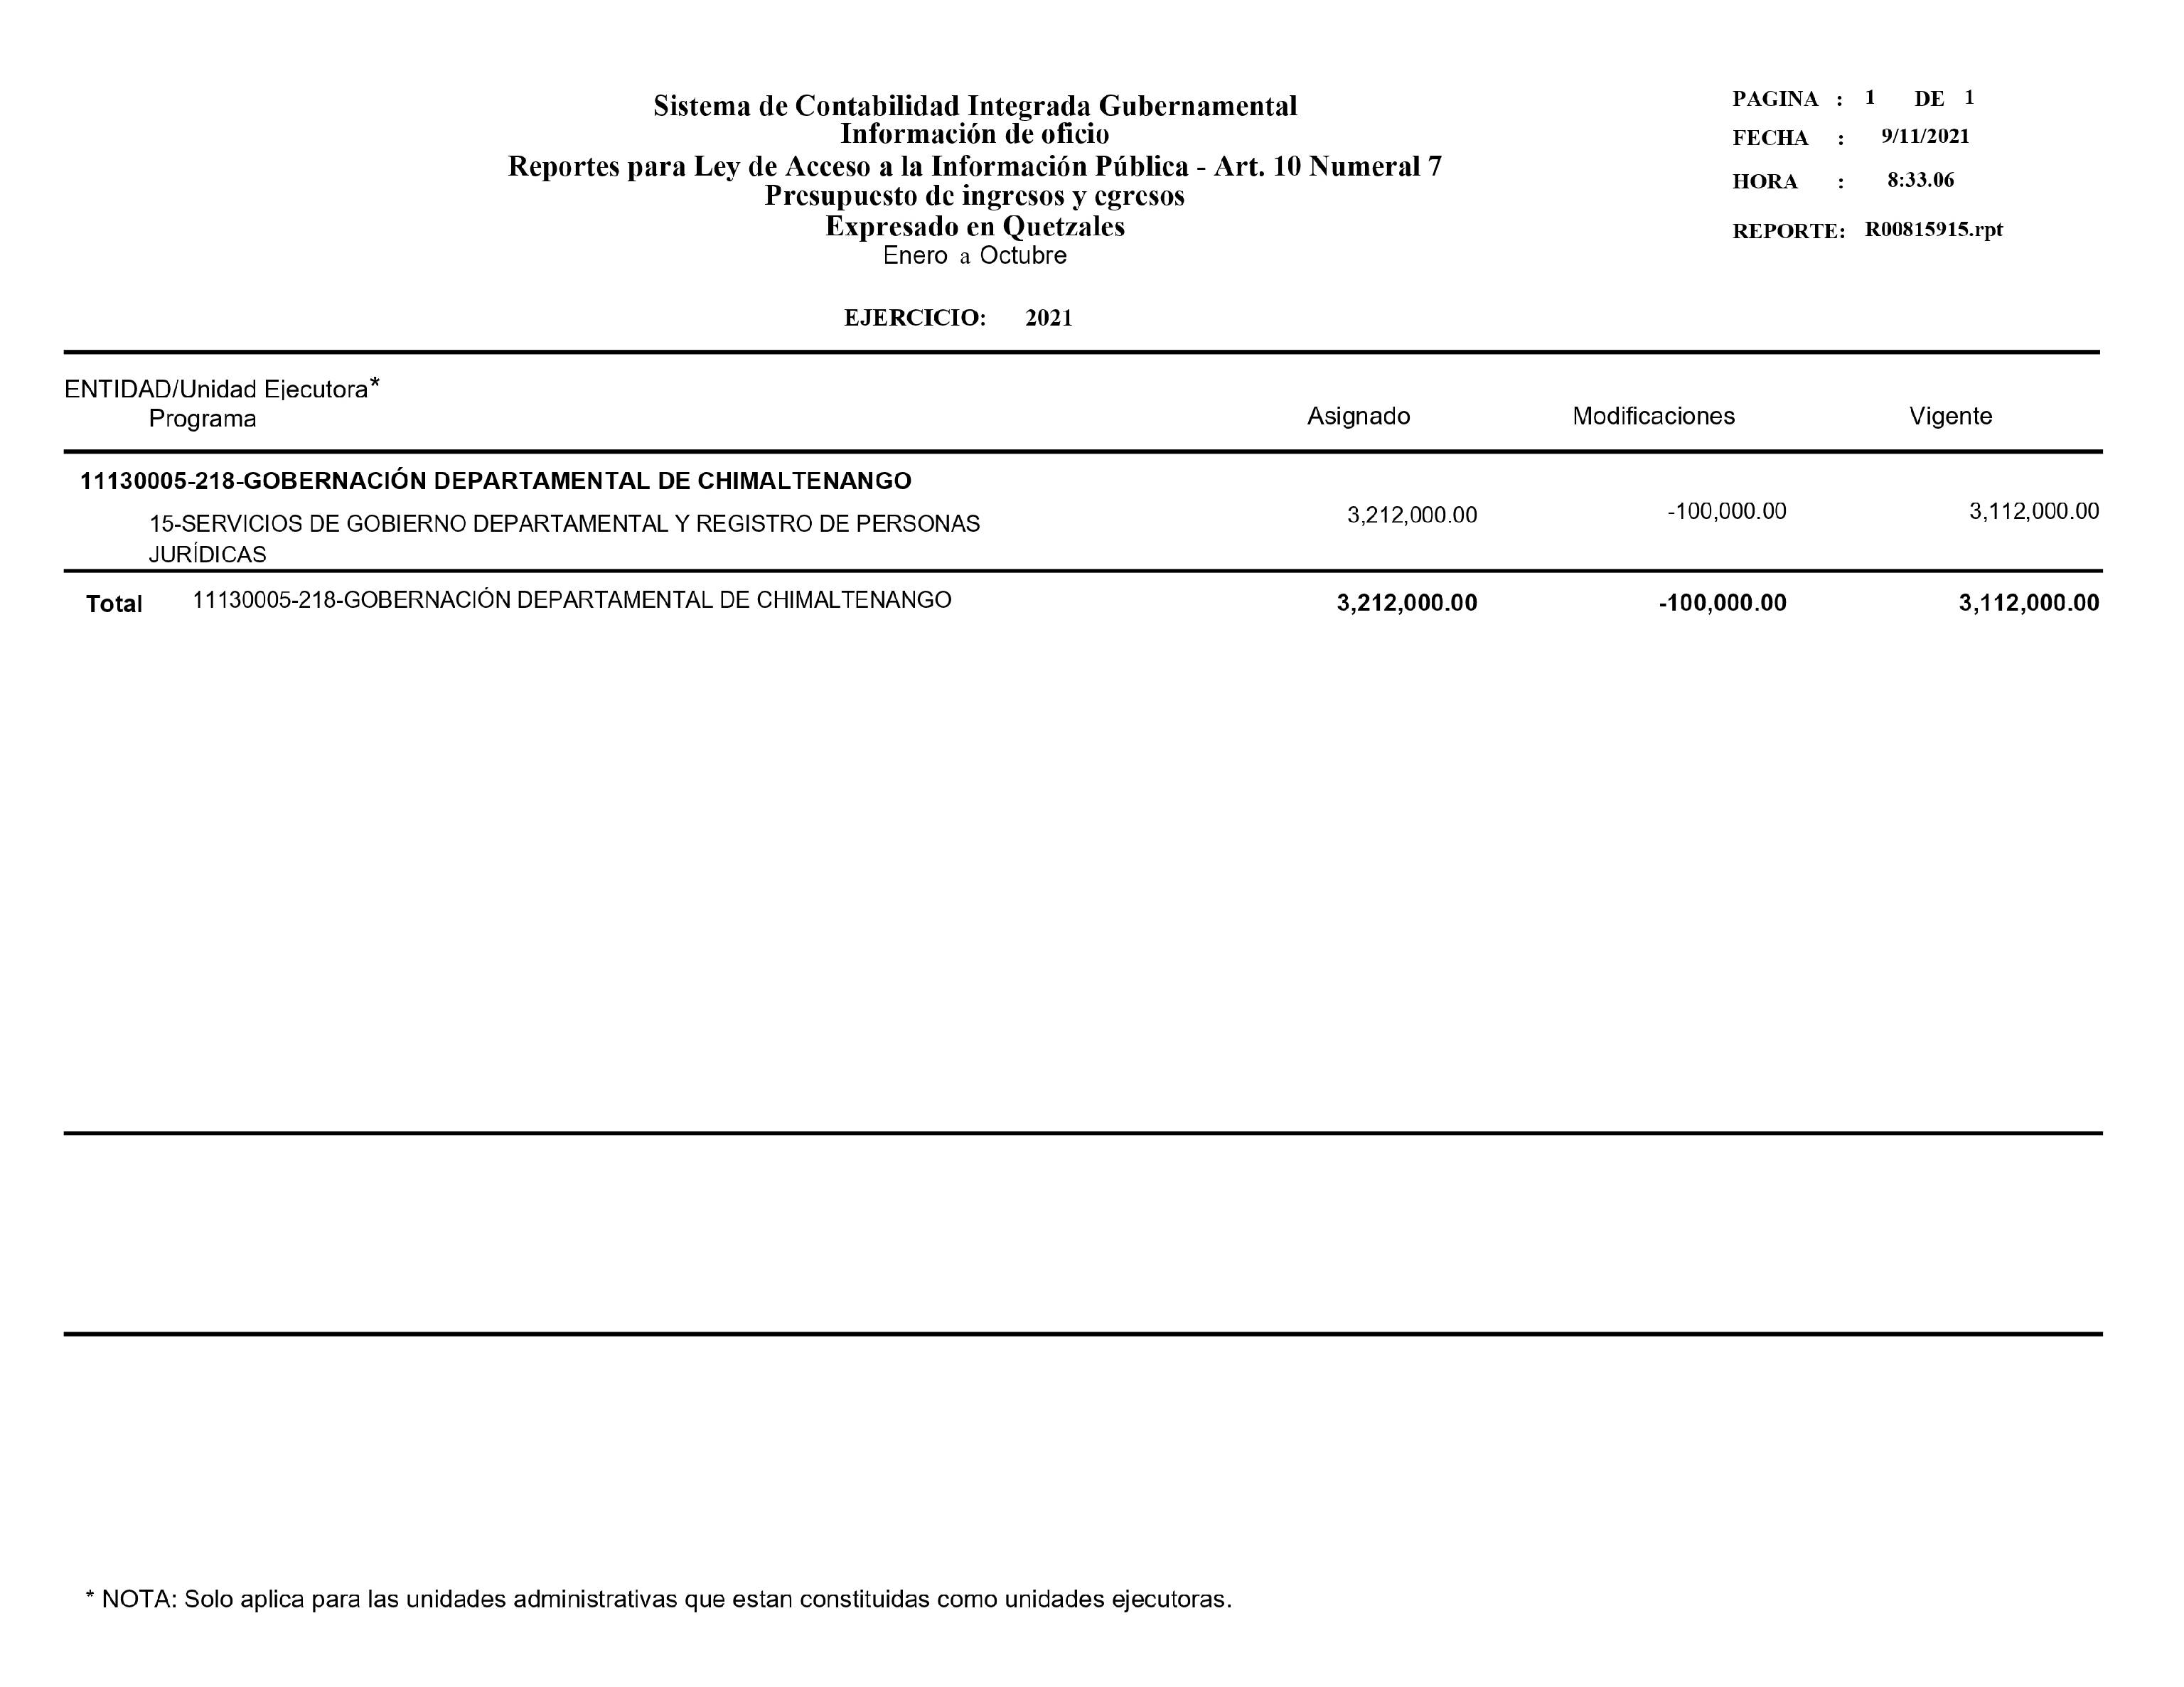 Sistema de Contabilidad Integrada Gubernamental
Información de oficio
Reportes para Ley de Acceso a la Información Pública - Art. 10 Numeral 7
Presupuesto de ingresos y egresos
Expresado en Quetzales
Enero a Octubre
EJERCICIO: 2021
PAGINA : 1 DE 1
FECHA : 9/11/2021
HORA : 8:33.06
REPORTE: R00815915.rpt
ENTIDAD/Unidad Ejecutora*
Programa Asignado Modificaciones Vigente
11130005-218-GOBERNACIÓN DEPARTAMENTAL DE CHIMALTENANGO
15-SERVICIOS DE GOBIERNO DEPARTAMENTAL Y REGISTRO DE PERSONAS 3,212,000.00 -100,000.00 3,112,000.00
JURÍDICAS
Total 11130005-218-GOBERNACIÓN DEPARTAMENTAL DE CHIMALTENANGO 3,212,000.00 -100,000.00 3,112,000.00
* NOTA: Solo aplica para las unidades administrativas que estan constituidas como unidades ejecutoras.